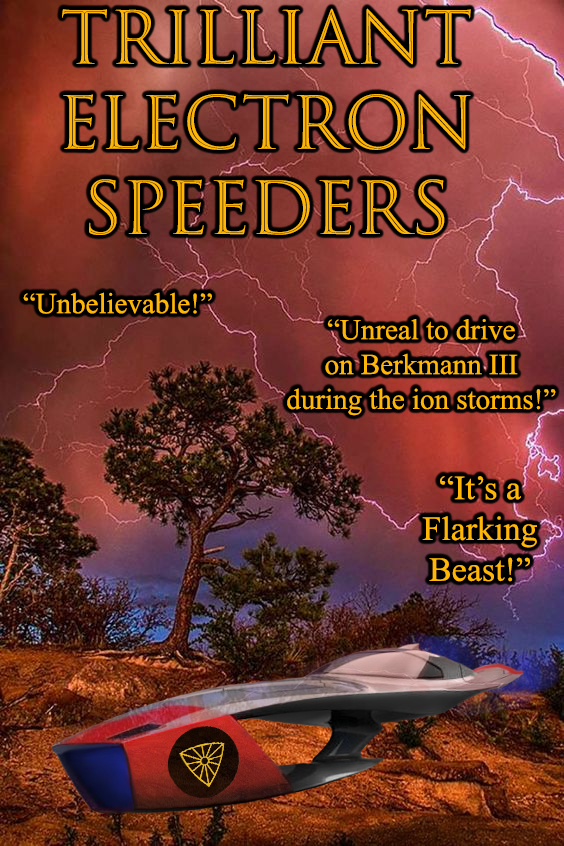 TRILLIANT
ELECTRON
SPEEDERS
“Unbelievable!”
“Unreal to drive
on Berkmann III
during the ion storms!”
“It’s a
Flarking
Beast!”